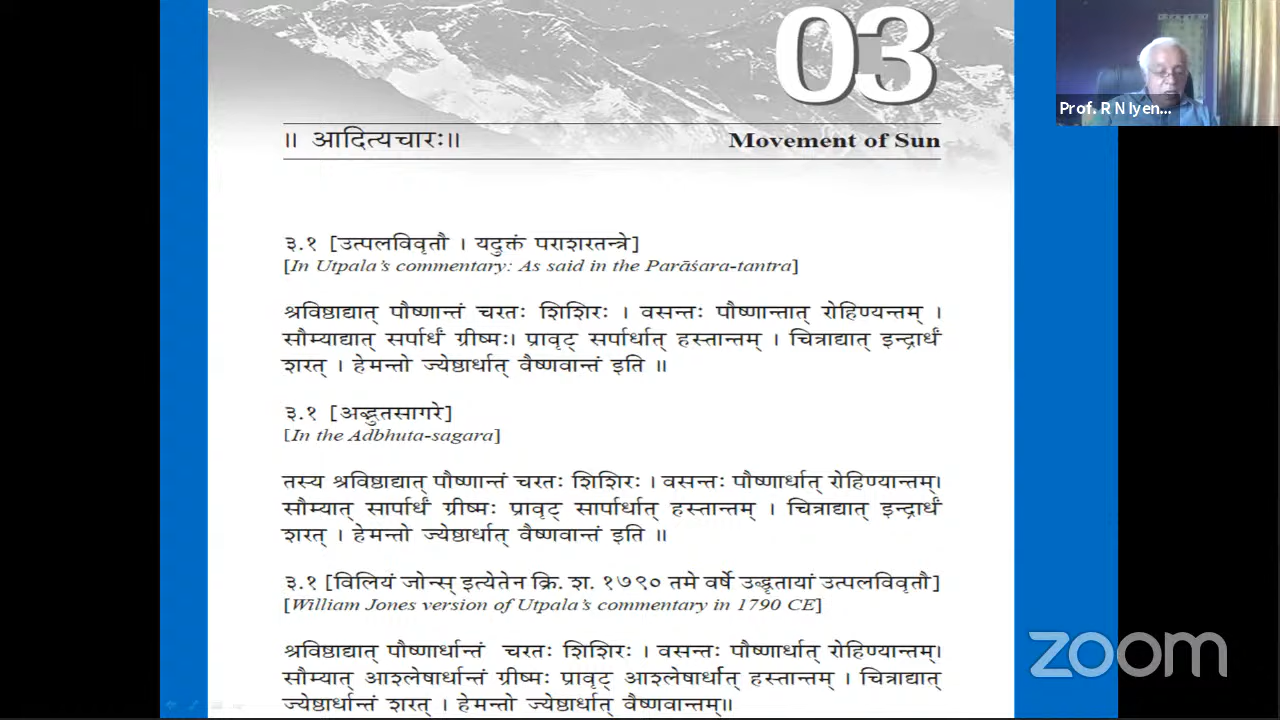 03
॥ आदित्यचारः॥ Movement of Sun
३.१ [उत्पलविवृतौ । यदुक्तं पराशरतन्त्रे]
[In Utpala's commentary: As said in the Parāśara-tantra]
श्रविष्ठाद्यात् पौष्णान्तं चरतः शिशिरः । वसन्तः पौष्णान्तात् रोहिण्यन्तम् ।
सौम्याद्यात् सर्पार्धं ग्रीष्मः। प्रावृट् सर्पार्धात् हस्तान्तम् । चित्राद्यात् इन्द्रार्धं
शरत् । हेमन्तो ज्येष्ठार्धात् वैष्णवान्तं इति ॥
३.१ [अद्भुतसागरे]
[In the Adbhuta-sagara]
तस्य श्रविष्ठाद्यात् पौष्णान्तं चरतः शिशिरः । वसन्तः पौष्णार्धात् रोहिण्यान्तम्।
सौम्यात् सार्पार्धं ग्रीष्मः प्रावृट् सार्पार्धात् हस्तान्तम् । चित्राद्यात् इन्द्रार्धं
शरत् । हेमन्तो ज्येष्ठार्धात् वैष्णवान्तं इति ॥
३.१ [विलियं जोन्स् इत्येतेन क्रि. श. १७९० तमे वर्षे उद्धृतायां उत्पलविवृतौ]
[William Jones version of Utpala's commentary in 1790 CE]
श्रविष्ठाद्यात् पौष्णार्धान्तं चरतः शिशिरः । वसन्तः पौष्णार्धात् रोहिण्यान्तम्।
सौम्यात् आश्लेषार्धान्तं ग्रीष्मः प्रावृट् आश्लेषार्धात् हस्तान्तम् । चित्राद्यात्
ज्येष्ठार्धान्तं शरत् । हेमन्तो ज्येष्ठार्धात् वैष्णवान्तम्॥
Prof. R N Iyen...
zoom